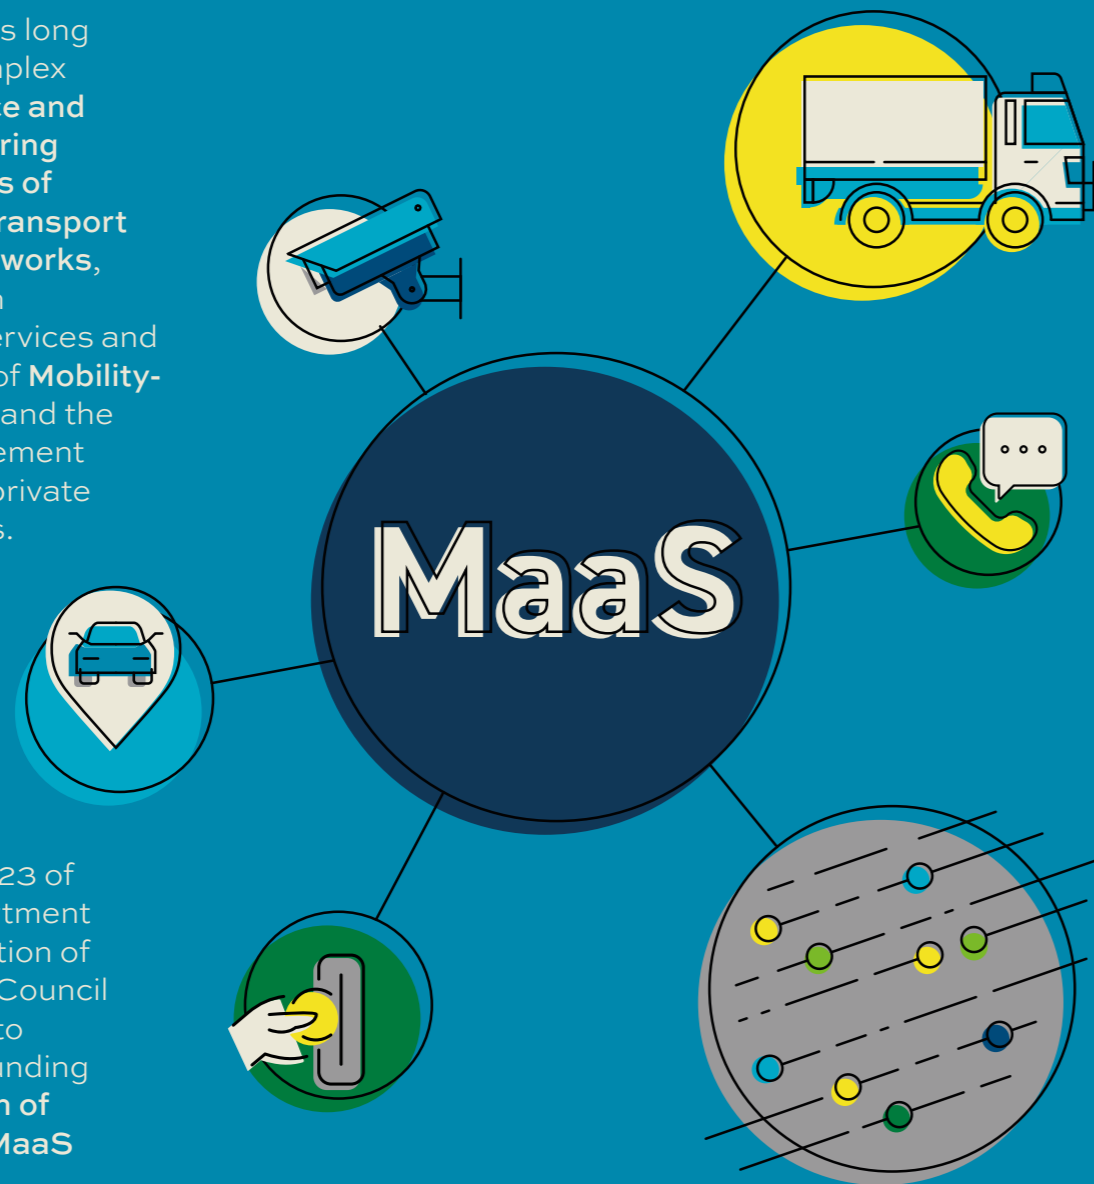 s long
plex
e and
ring
s of
ransport
works,
n
ervices and
of Mobility-
and the
ement
private
s.
MaaS
23 of
tment
tion of
Council
to
unding
n of
MaaS